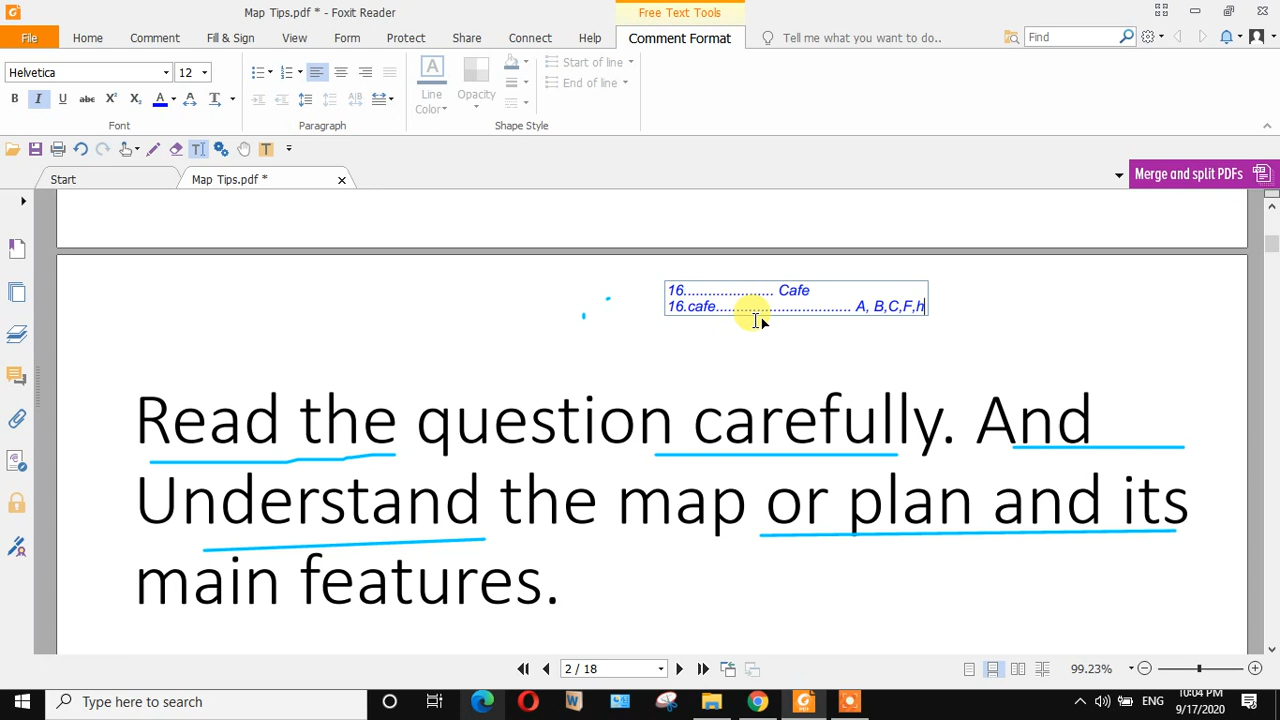 Map Tips.pdf * - Foxit Reader
Free Text Tools
File Home Comment Fill & Sign View Form Protect Share Connect Help Comment Format Tell me what you want to do.. Find
Helvetica 12
B I U abc X² X₂ A A T
Line Color
Opacity
Start of line
End of line
Font Paragraph Shape Style
Start
Map Tips.pdf *
Merge and split PDFs
16...................... Cafe
16.cafe................................. A, B,C,F,h
Read the question carefully. And
Understand the map or plan and its
main features.
2 / 18
99.23%
Type here to search
ENG
10:04 PM
9/17/2020